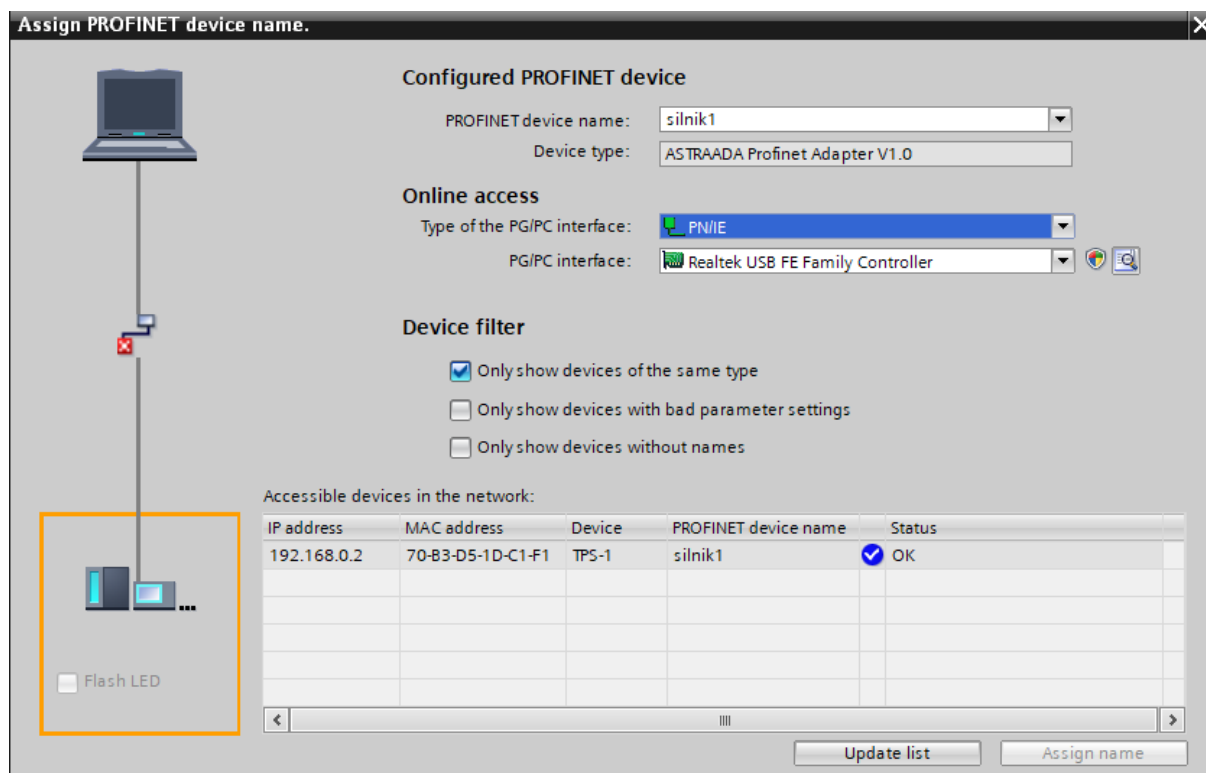 Assign PROFINET device name.
Configured PROFINET device
PROFINET device name: silnik1
Device type: ASTRAADA Profinet Adapter V1.0
Online access
Type of the PG/PC interface: PN/IE
PG/PC interface: Realtek USB FE Family Controller
Device filter
Only show devices of the same type
Only show devices with bad parameter settings
Only show devices without names
Accessible devices in the network:
IP address MAC address Device PROFINET device name Status
192.168.0.2 70-B3-D5-1D-C1-F1 TPS-1 silnik1 OK
Flash LED
Update list Assign name